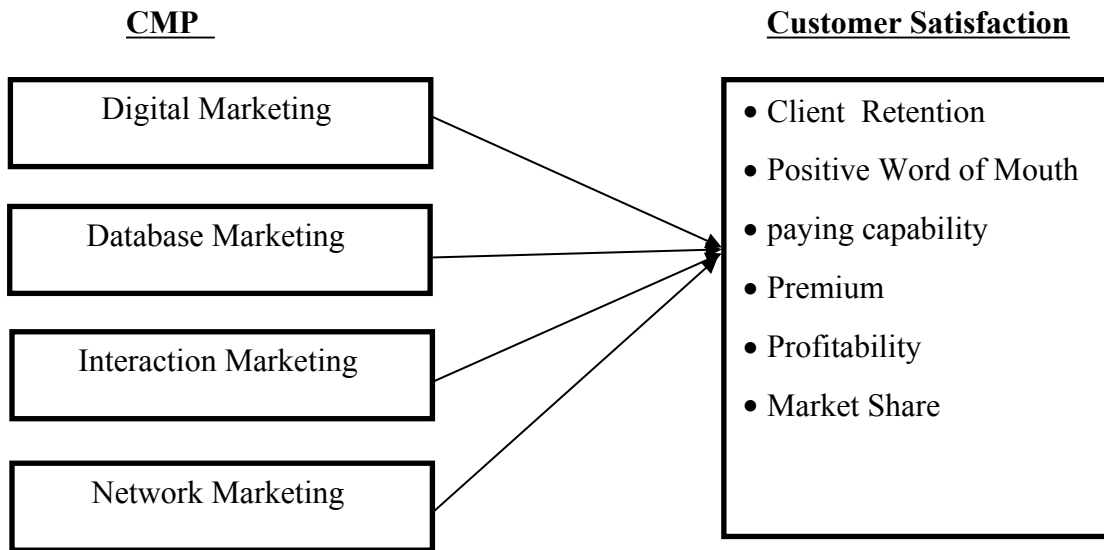 CMP
Customer Satisfaction
Digital Marketing
Database Marketing
Interaction Marketing
Network Marketing
• Client Retention
• Positive Word of Mouth
• paying capability
• Premium
• Profitability
• Market Share